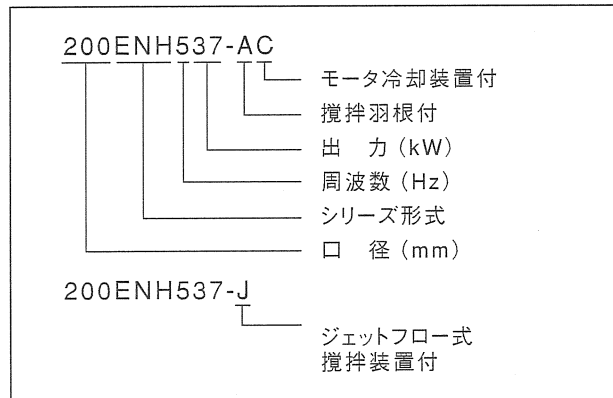 200ENH537-AC
モータ冷却装置付
撹拌羽根付
出 力(kW)
周波数(Hz)
シリーズ形式
口 径(mm)
200ENH537-J
ジェットフロー式
撹拌装置付